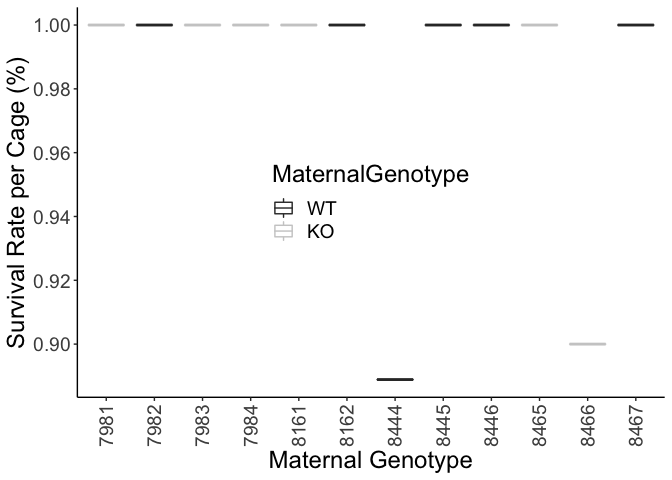 Survival Rate per Cage (%)
1.00
0.98
0.96
0.94
0.92
0.90
MaternalGenotype
WT
KO
7981 7982 7983 7984 8161 8162 8444 8445 8446 8465 8466 8467
Maternal Genotype